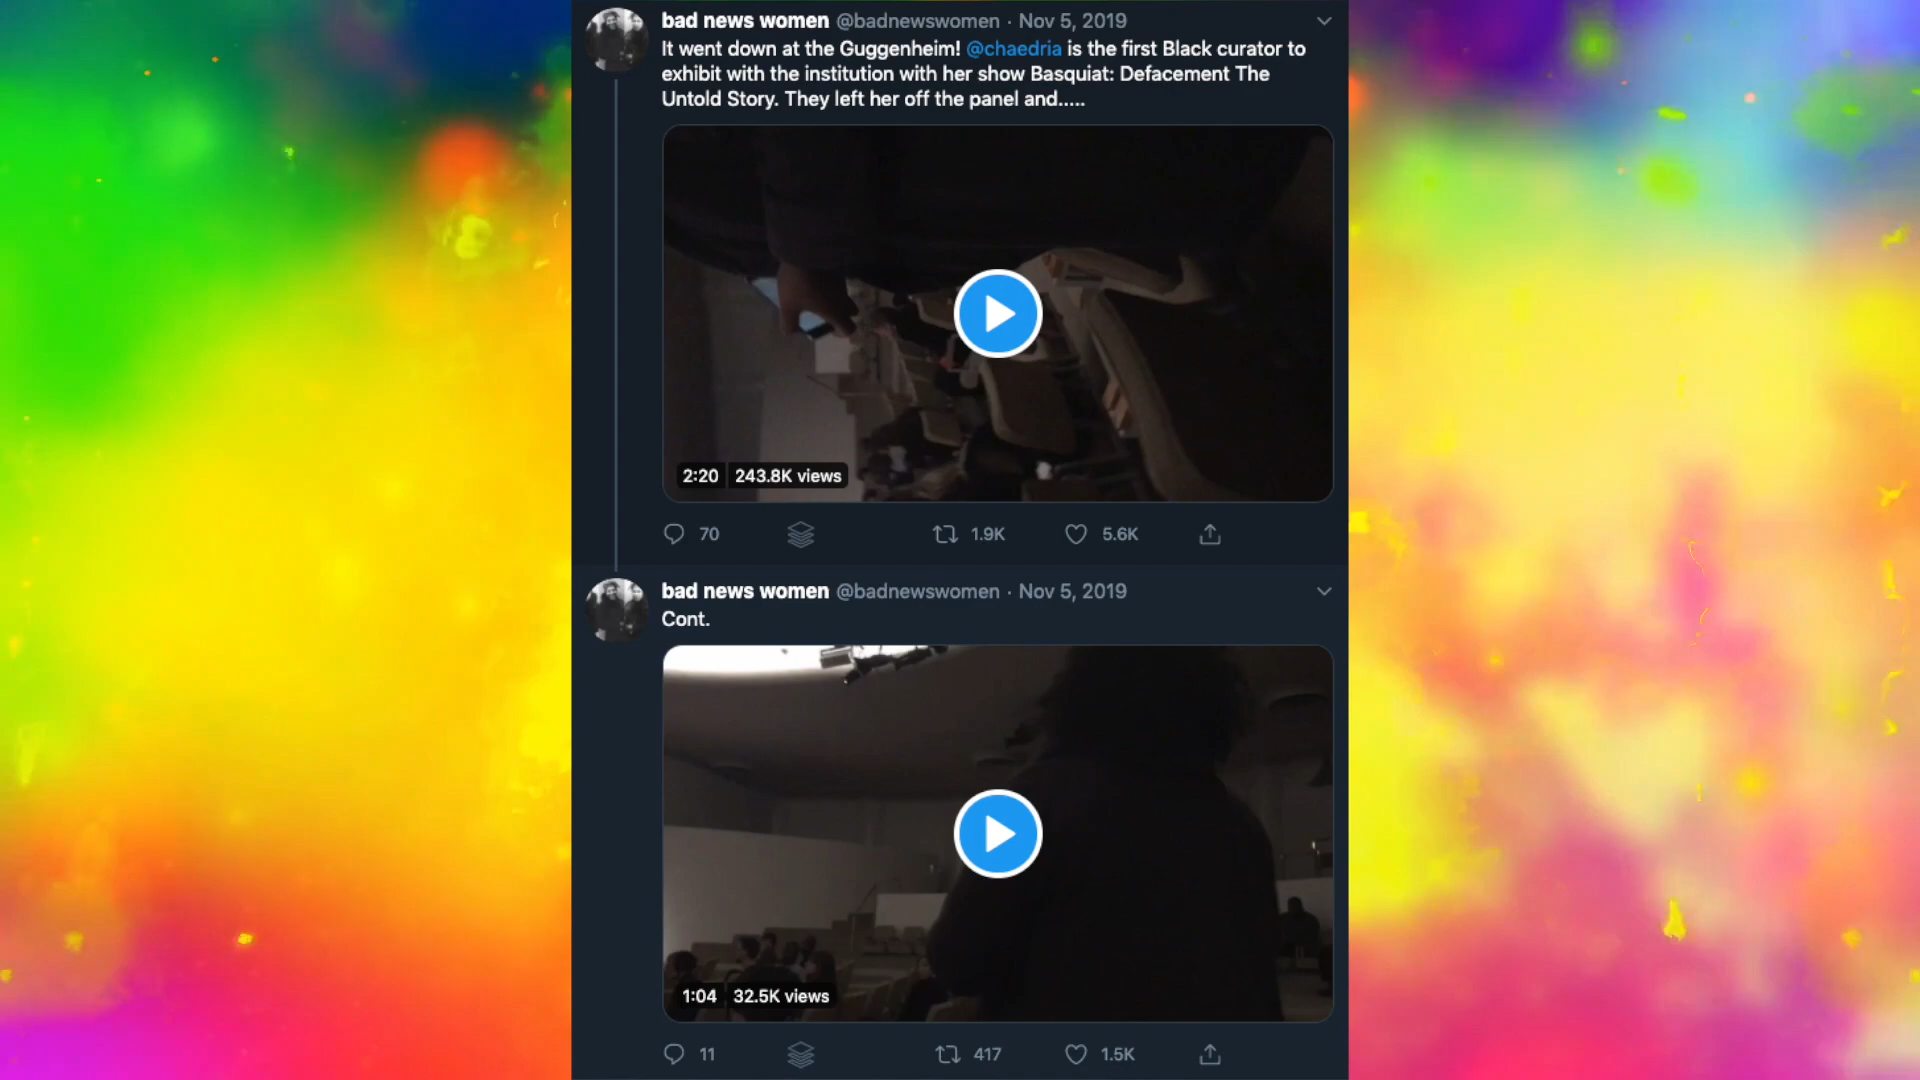 bad news women @badnewswomen · Nov 5, 2019
It went down at the Guggenheim! @chaedria is the first Black curator to
exhibit with the institution with her show Basquiat: Defacement The
Untold Story. They left her off the panel and.....
2:20 243.8K views
70 1.9K 5.6K
bad news women @badnewswomen · Nov 5, 2019
Cont.
1:04 32.5K views
11 417 1.5K